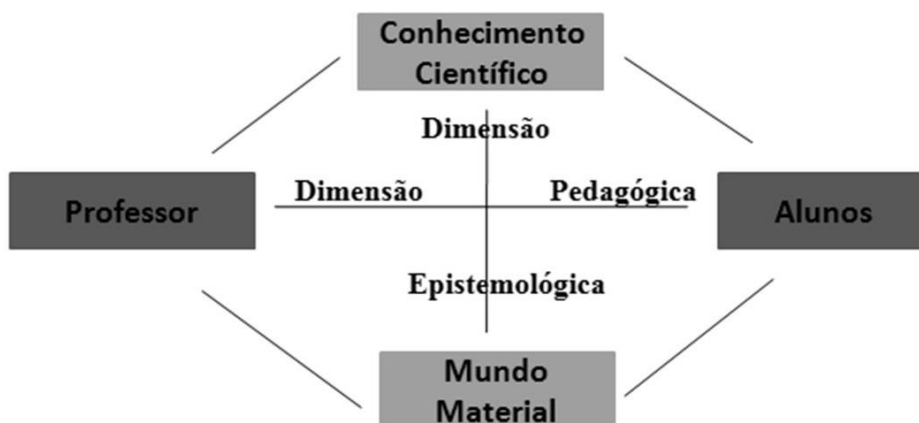 Conhecimento
Científico
Dimensão
Dimensão
Pedagógica
Professor
Alunos
Epistemológica
Mundo
Material